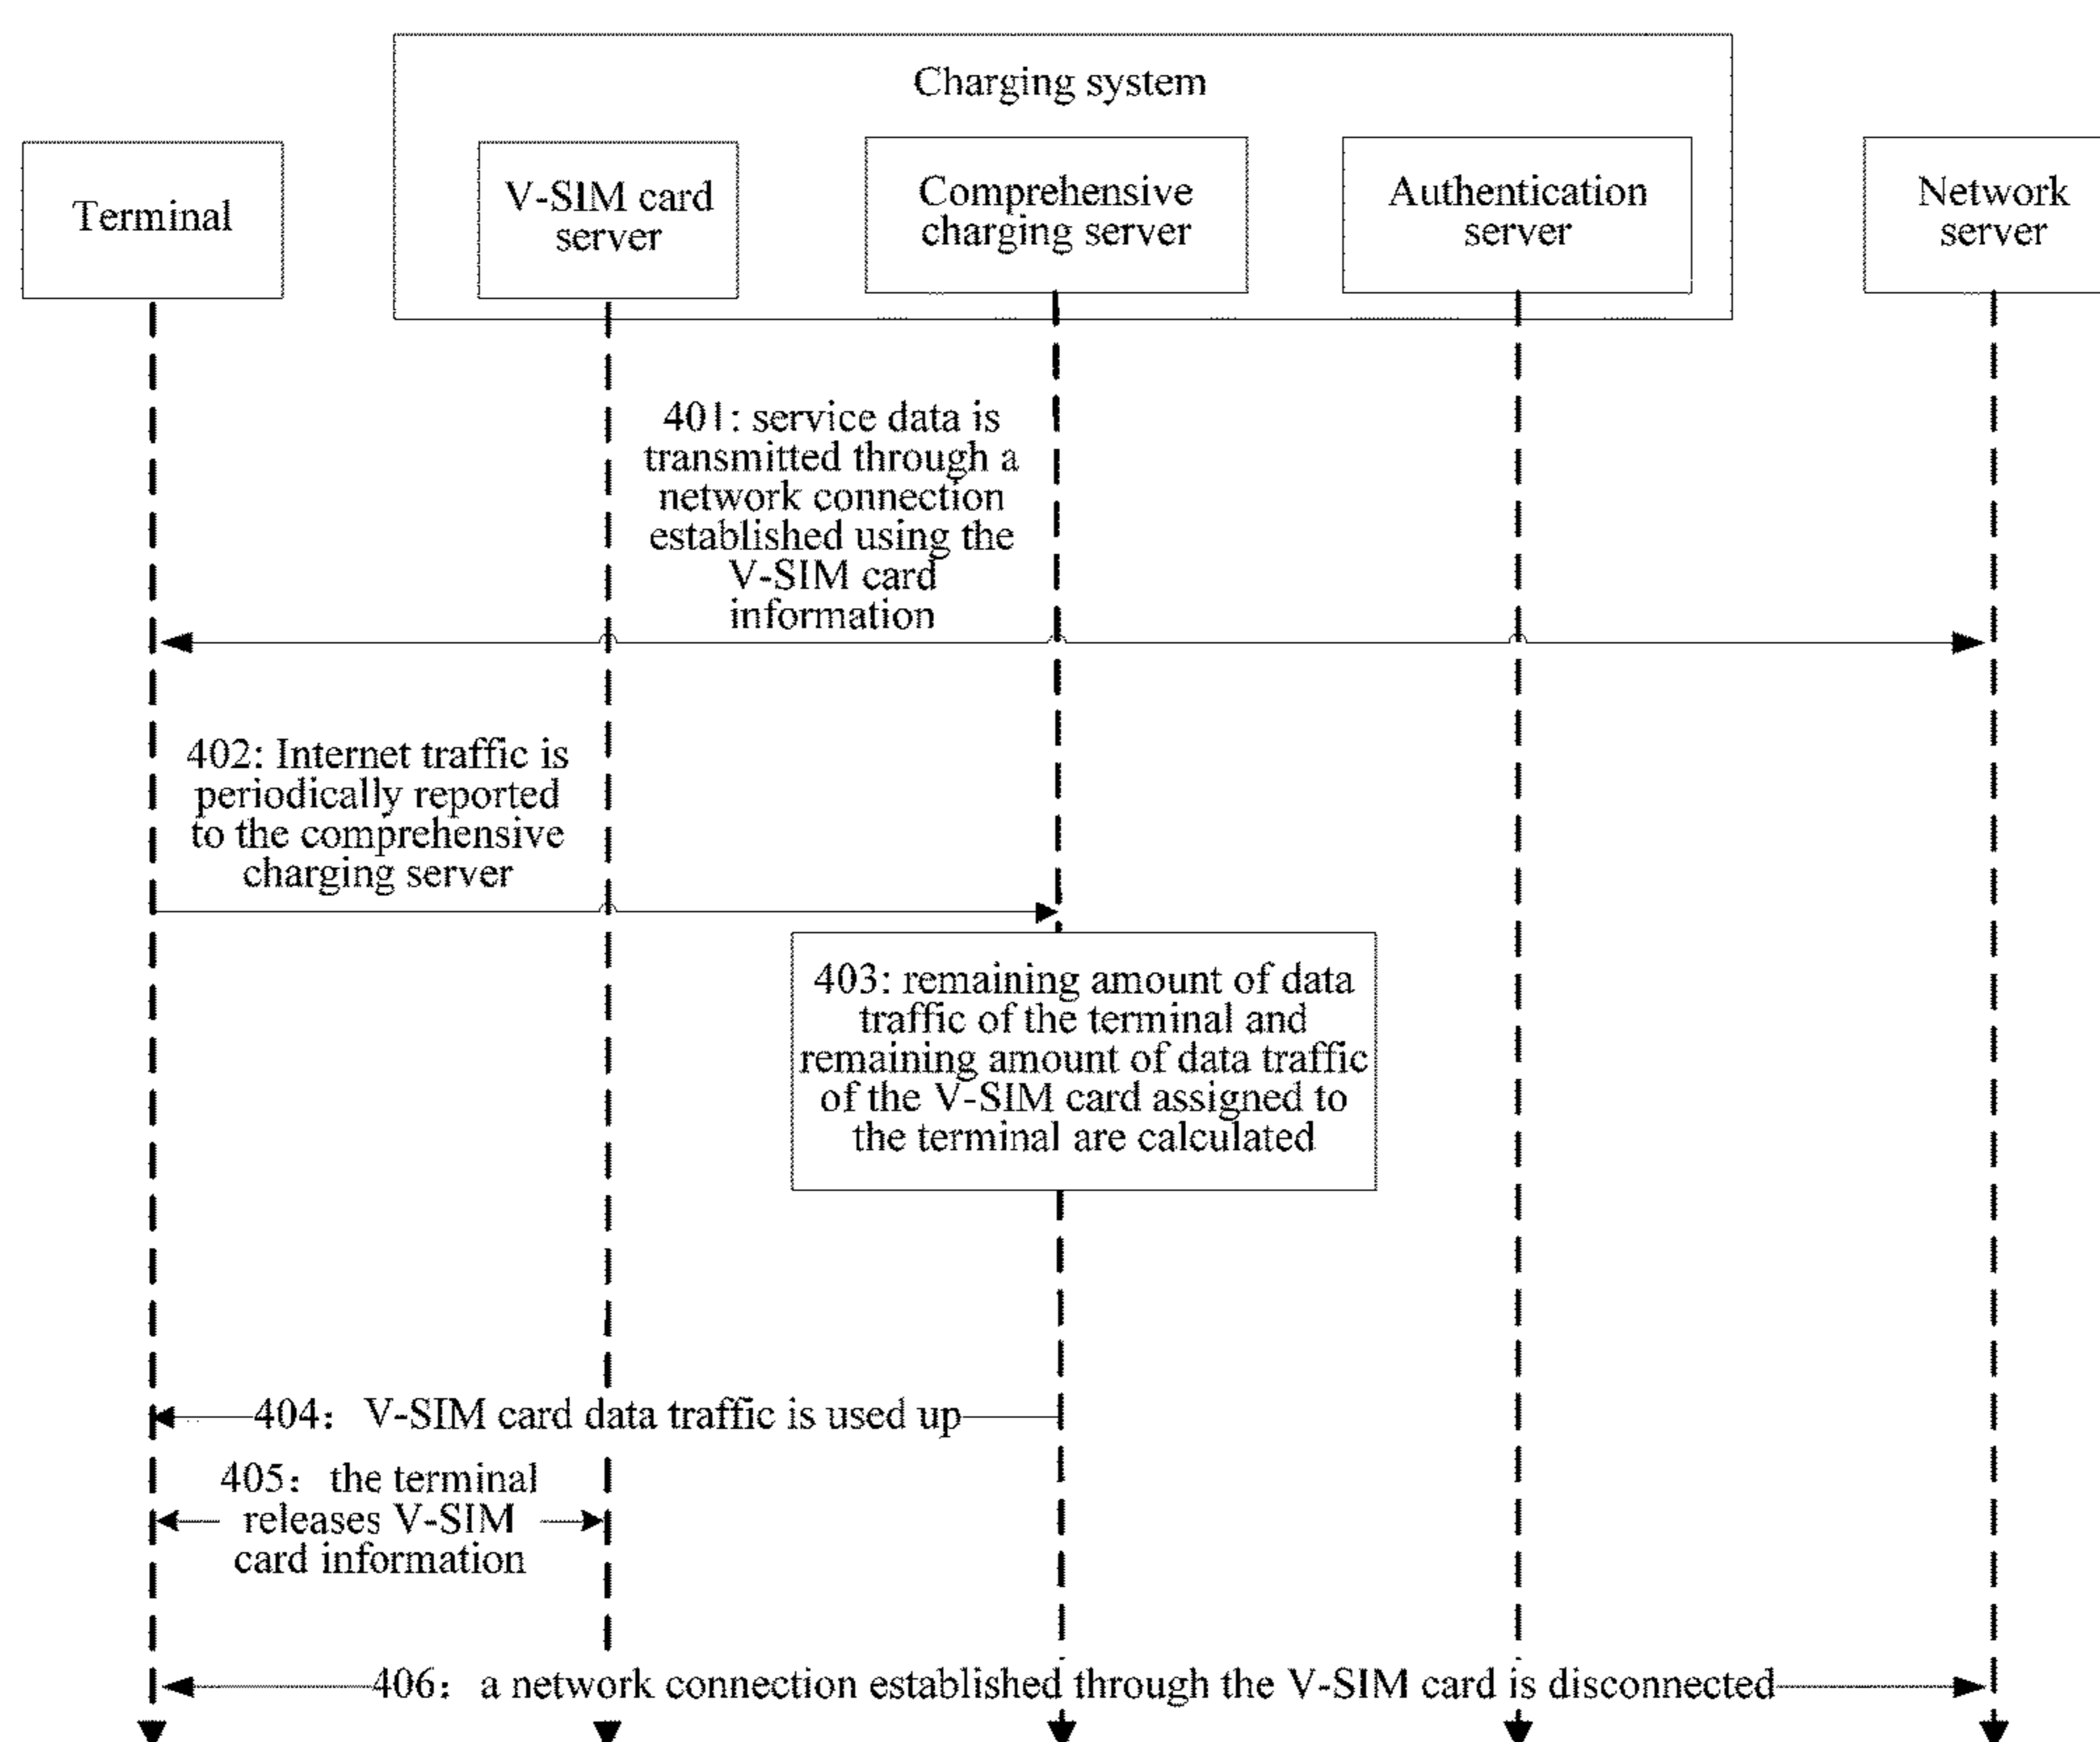 Charging system
Terminal
V-SIM card
server
Comprehensive
charging server
Authentication
server
Network
server
401: service data is
transmitted through a
network connection
established using the
V-SIM card
information
402: Internet traffic is
periodically reported
to the comprehensive
charging server
403: remaining amount of data
traffic of the terminal and
remaining amount of data traffic
of the V-SIM card assigned to
the terminal are calculated
404: V-SIM card data traffic is used up
405: the terminal
releases V-SIM
card information
406: a network connection established through the V-SIM card is disconnected